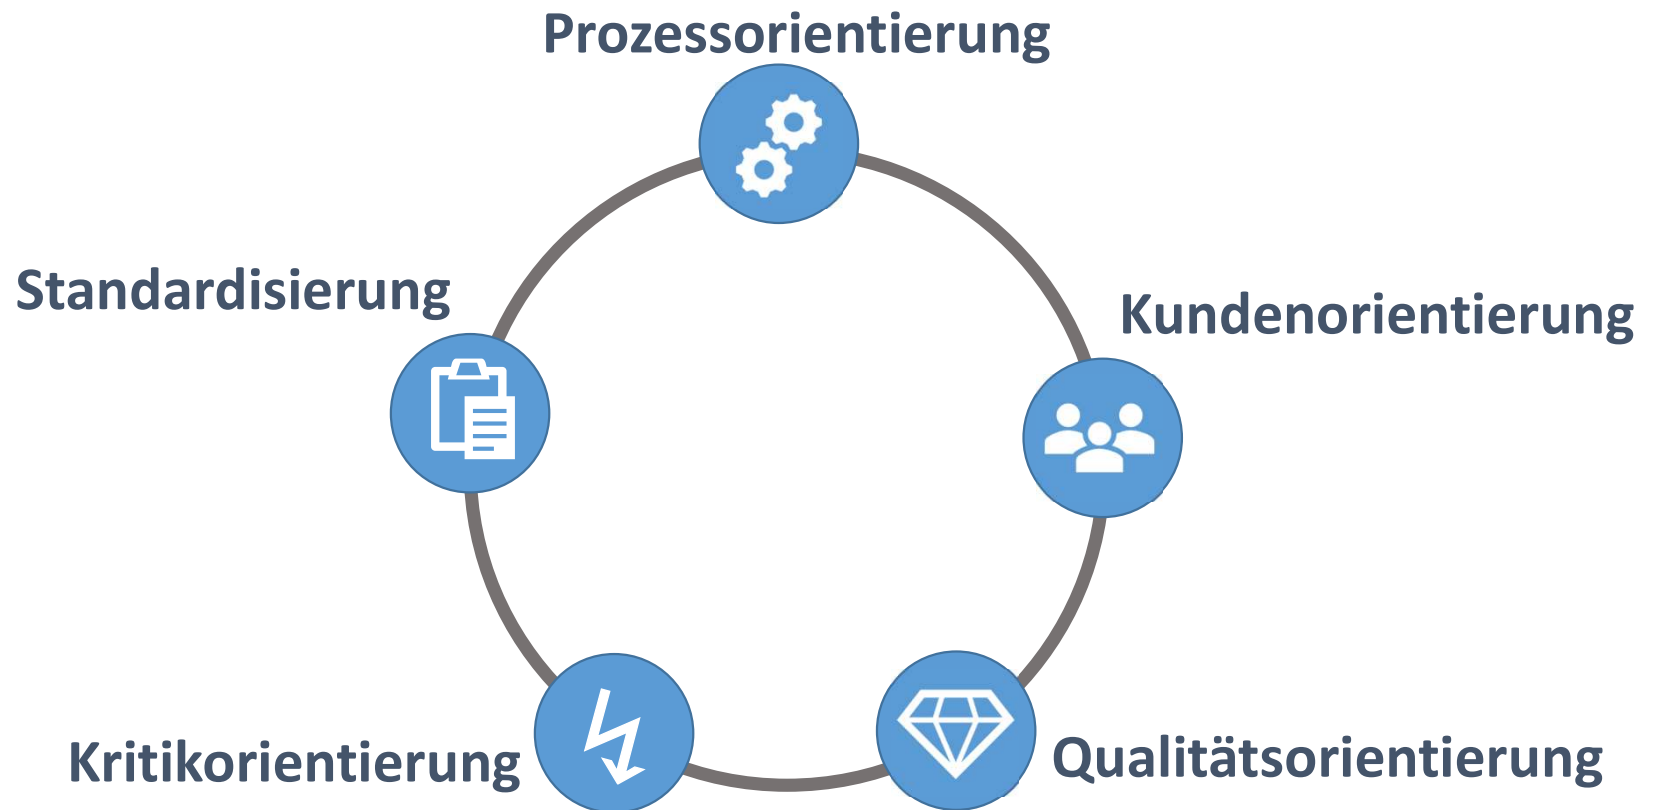 Prozessorientierung
Standardisierung
Kundenorientierung
Kritikorientierung
Qualitätsorientierung